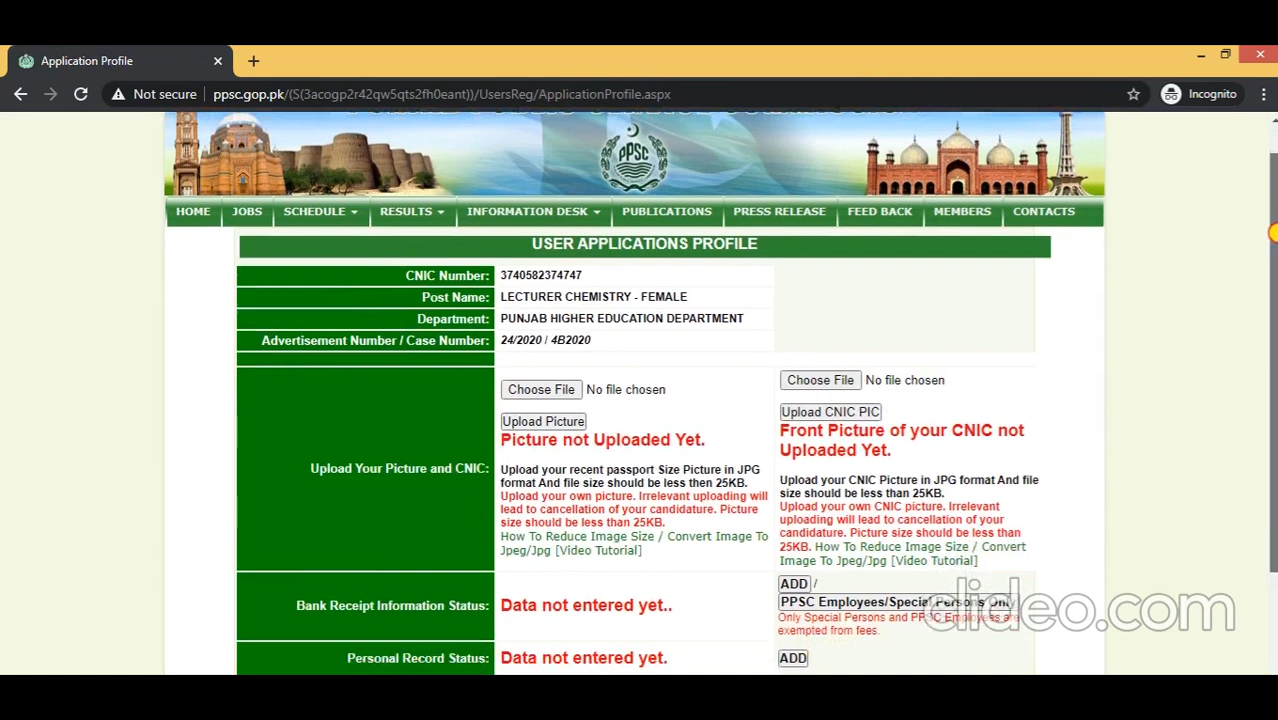 Application Profile
Not secure
ppsc.gop.pk/(S(3acogp2r42qw5qts2fh0eant))/UsersReg/ApplicationProfile.aspx
Incognito
PPSC
HOME JOBS SCHEDULE RESULTS INFORMATION DESK PUBLICATIONS PRESS RELEASE FEED BACK MEMBERS CONTACTS
USER APPLICATIONS PROFILE
CNIC Number: 3740582374747
Post Name: LECTURER CHEMISTRY - FEMALE
Department: PUNJAB HIGHER EDUCATION DEPARTMENT
Advertisement Number / Case Number: 24/2020 / 4B2020
Upload Your Picture and CNIC:
Choose File No file chosen
Upload Picture
Picture not Uploaded Yet.
Upload your recent passport Size Picture in JPG
format And file size should be less then 25KB.
Upload your own picture. Irrelevant uploading will
lead to cancellation of your candidature. Picture
size should be less than 25KB.
How To Reduce Image Size / Convert Image To
Jpeg/Jpg [Video Tutorial]
Choose File No file chosen
Upload CNIC PIC
Front Picture of your CNIC not
Uploaded Yet.
Upload your CNIC Picture in JPG format And file
size should be less than 25KB.
Upload your own CNIC picture. Irrelevant
uploading will lead to cancellation of your
candidature. Picture size should be less than
25KB. How To Reduce Image Size / Convert
Image To Jpeg/Jpg [Video Tutorial]
Bank Receipt Information Status: Data not entered yet..
ADD /
PPSC Employees/Special Persons Only
Only Special Persons and PPSC Employees are
exempted from fees.
Personal Record Status: Data not entered yet. ADD
clideo.com